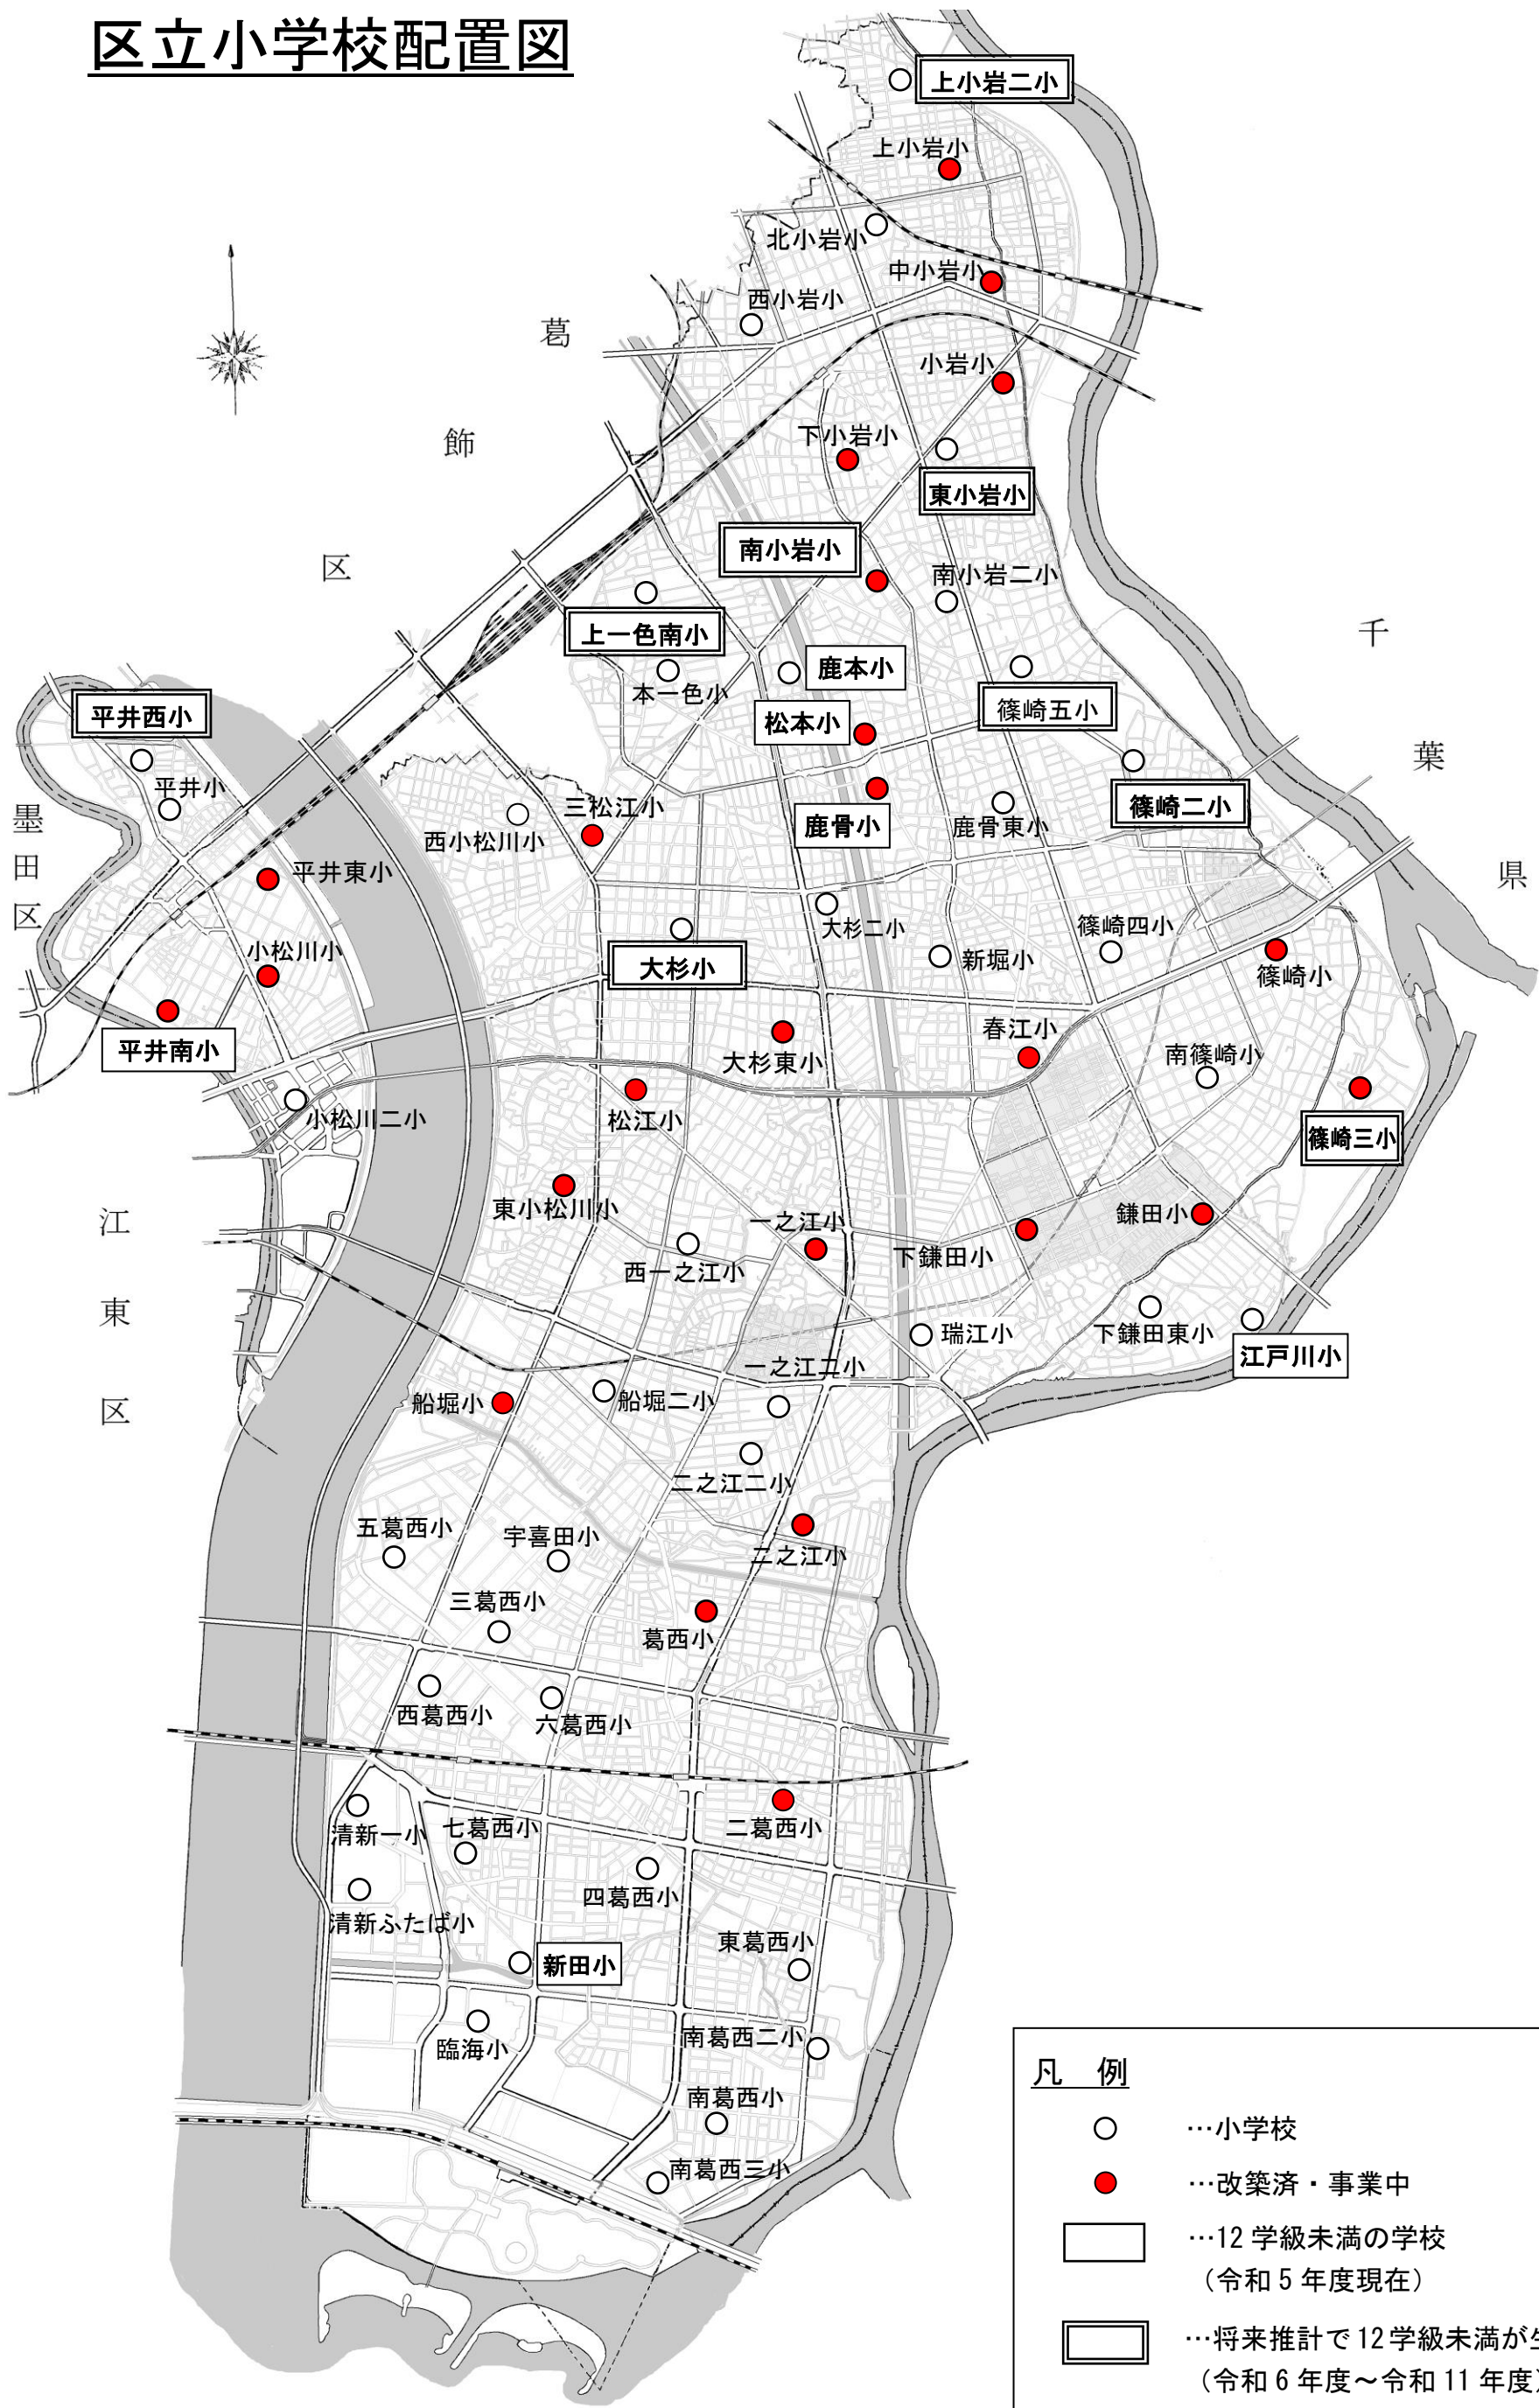 区立小学校配置図
上小岩二小
上小岩小
北小岩小
中小岩小
西小岩小
葛
小岩小
飾
下小岩小
東小岩小
南小岩小
区
南小岩二小
上一色南小
千
鹿本小
本一色小
篠崎五小
平井西小
松本小
葉
平井小
篠崎二小
三松江小
墨
田
区
西小松川小
鹿骨小
鹿骨東小
平井東小
県
大杉二小
篠崎四小
小松川小
大杉小
新堀小
篠崎小
平井南小
春江小
大杉東小
南篠崎小
小松川二小
松江小
篠崎三小
東小松川小
江
東
区
一之江小
鎌田小
西一之江小
下鎌田小
瑞江小
下鎌田東小
江戸川小
一之江二小
船堀小
船堀二小
二之江二小
五葛西小
宇喜田小
二之江小
三葛西小
葛西小
西葛西小
六葛西小
清新一小
七葛西小
二葛西小
四葛西小
清新ふたば小
東葛西小
新田小
臨海小
南葛西二小
南葛西小
南葛西三小
凡 例
…小学校
…改築済・事業中
…12学級未満の学校
（令和5年度現在）
…将来推計で12学級未満が
（令和6年度～令和11年度）